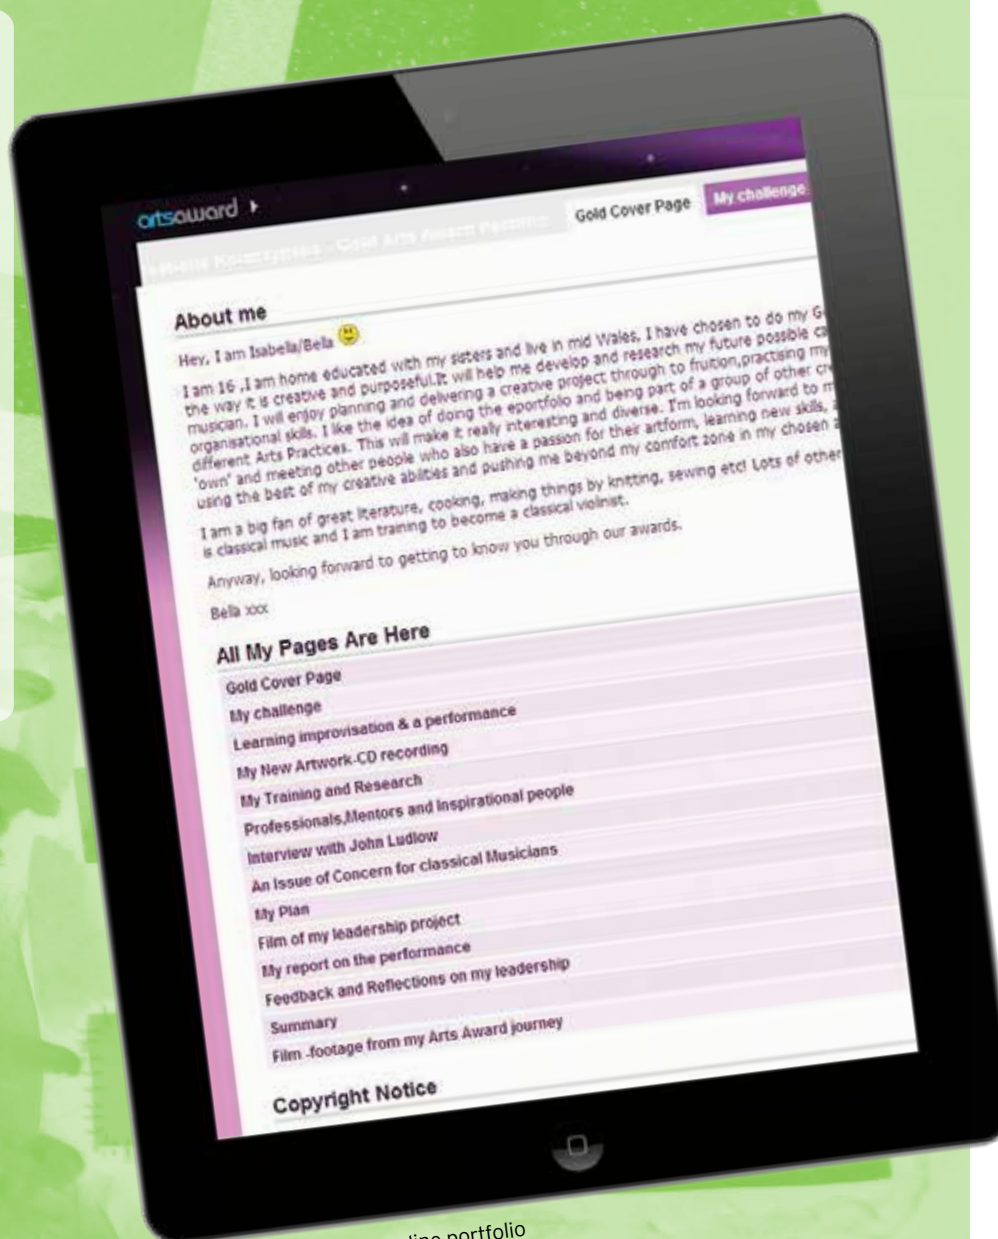 artsaward
Gold Arts Award
Gold Cover Page
My challenge
About me
Hey, I am Isabella/Bella
I am 16 ,I am home educated with my sisters and live in mid Wales, I have chosen to do my G
the way it is creative and purposeful.It will help me develop and research my future possible ca
musician. I will enjoy planning and delivering a creative project through to fruition,practising my
organisational skills. I like the idea of doing the eportfolio and being part of a group of other cr
different Arts Practices. This will make it really interesting and diverse. I'm looking forward to m
'own' and meeting other people who also have a passion for their artform, learning new skills,
using the best of my creative abilities and pushing me beyond my comfort zone in my chosen a
I am a big fan of great literature, cooking, making things by knitting, sewing etc! Lots of other
is classical music and I am training to become a classical violinist.
Anyway, looking forward to getting to know you through our awards.
Bella xxx
All My Pages Are Here
Gold Cover Page
My challenge
Learning improvisation & a performance
My New Artwork-CD recording
My Training and Research
Professionals,Mentors and Inspirational people
Interview with John Ludlow
An Issue of Concern for classical Musicians
My Plan
Film of my leadership project
My report on the performance
Feedback and Reflections on my leadership
Summary
Film -footage from my Arts Award journey
Copyright Notice
portfolio